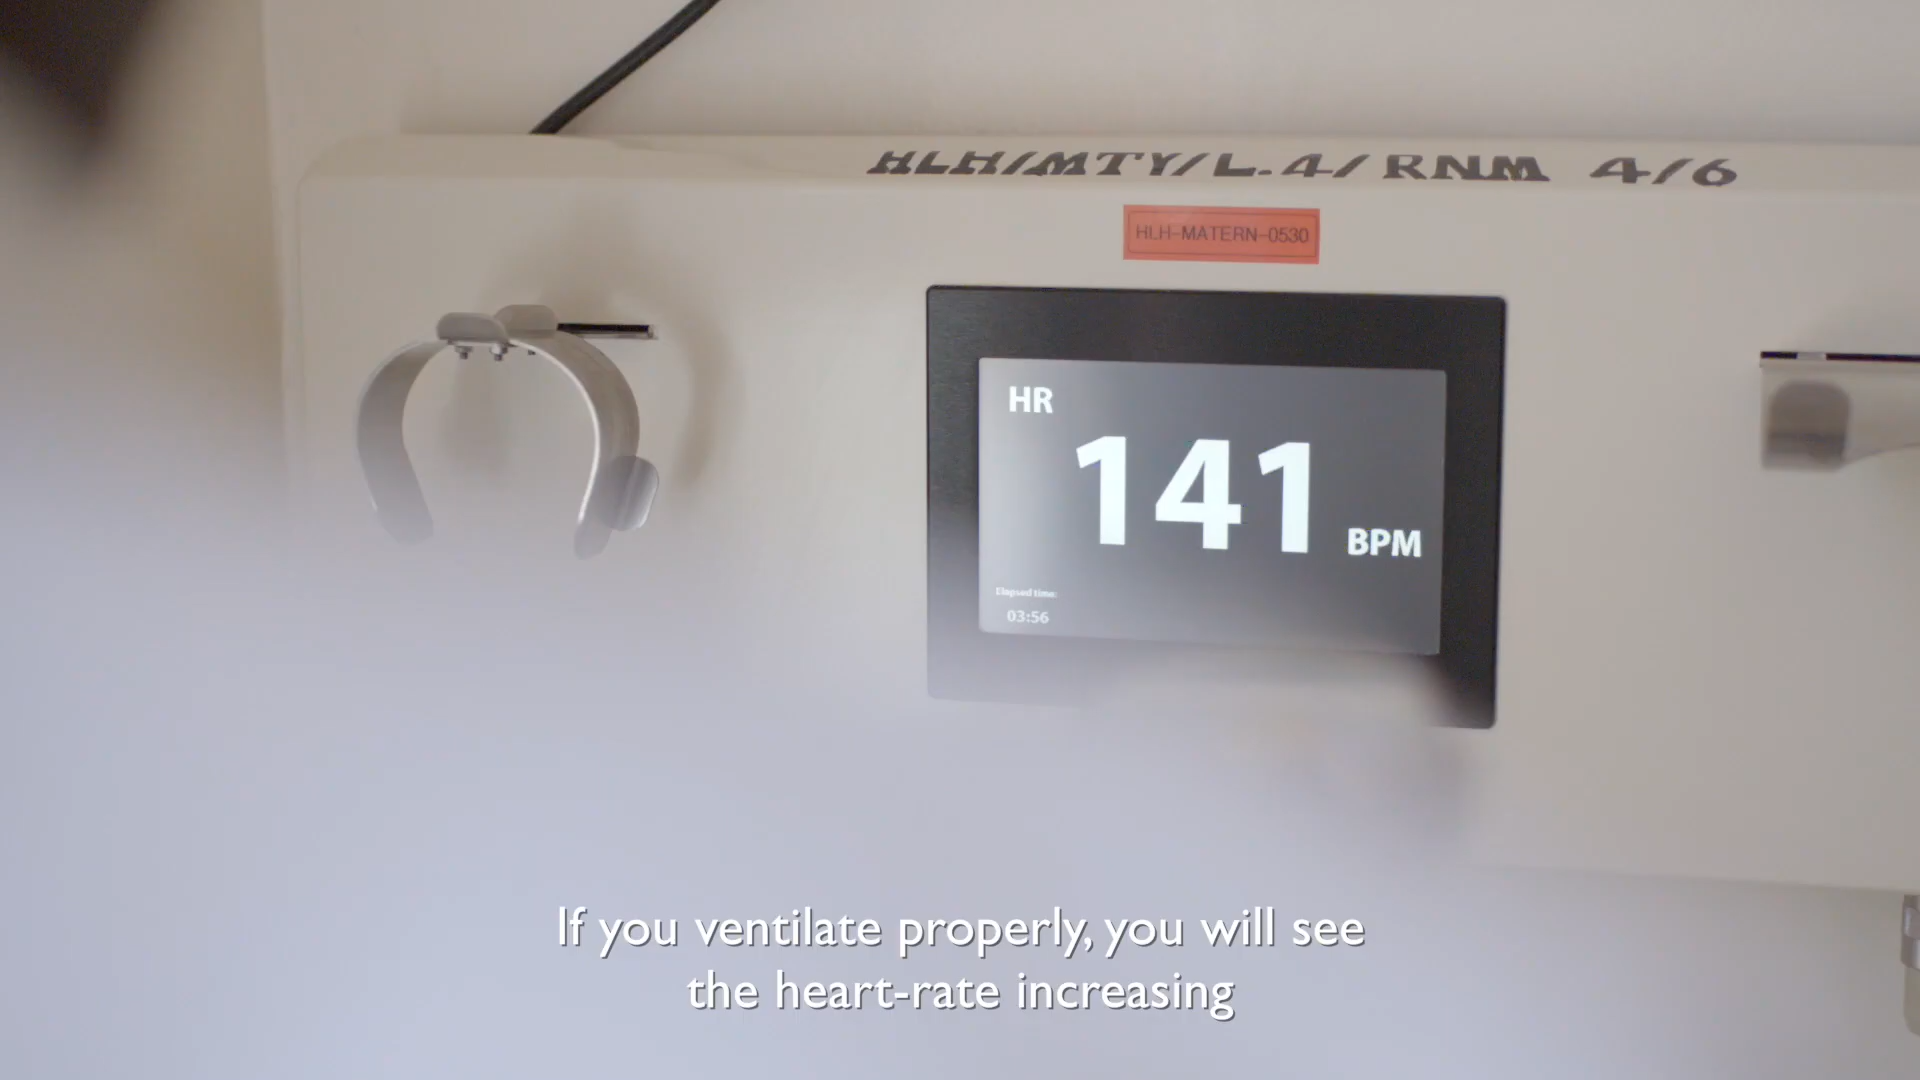 HLH/MTY/L.4/ RNM 4/6
HLH-MATERN-0530
HR
141
BPM
Elapsed time:
03:56
If you ventilate properly, you will see
the heart-rate increasing